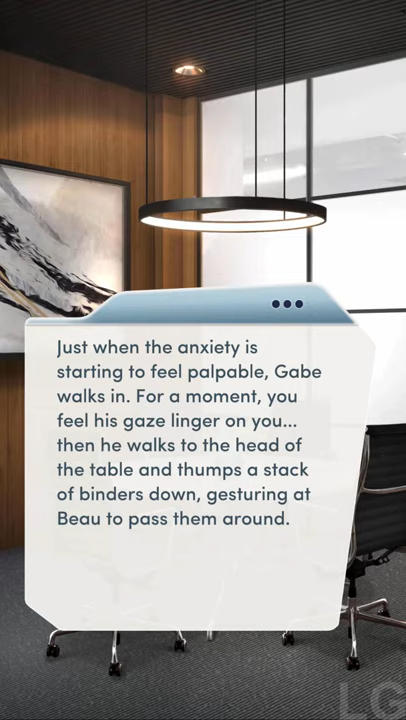 Just when the anxiety is
starting to feel palpable, Gabe
walks in. For a moment, you
feel his gaze linger on you...
then he walks to the head of
the table and thumps a stack
of binders down, gesturing at
Beau to pass them around.
LG